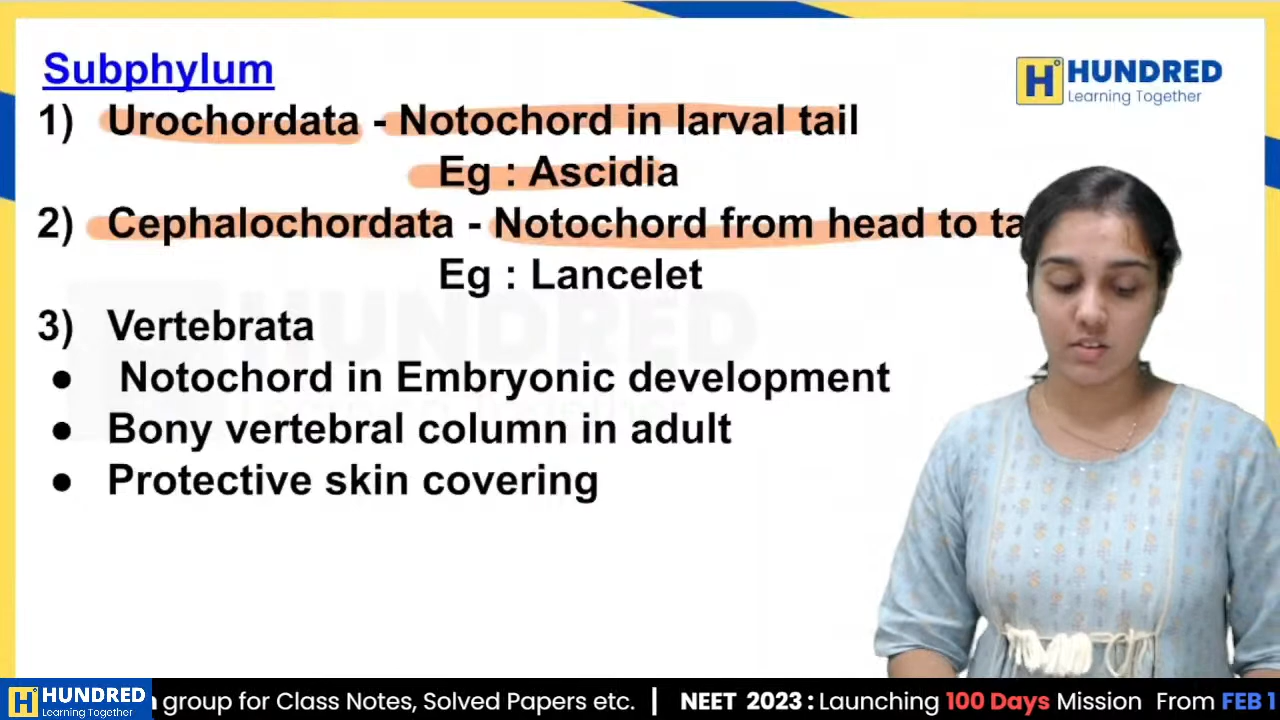 Subphylum
HUNDRED
Learning Together
1) Urochordata - Notochord in larval tail
Eg : Ascidia
2) Cephalochordata - Notochord from head to ta
Eg : Lancelet
3) Vertebrata
● Notochord in Embryonic development
● Bony vertebral column in adult
● Protective skin covering
HUNDRED
Learning Together
group for Class Notes, Solved Papers etc. | NEET 2023 : Launching 100 Days Mission From FEB 1